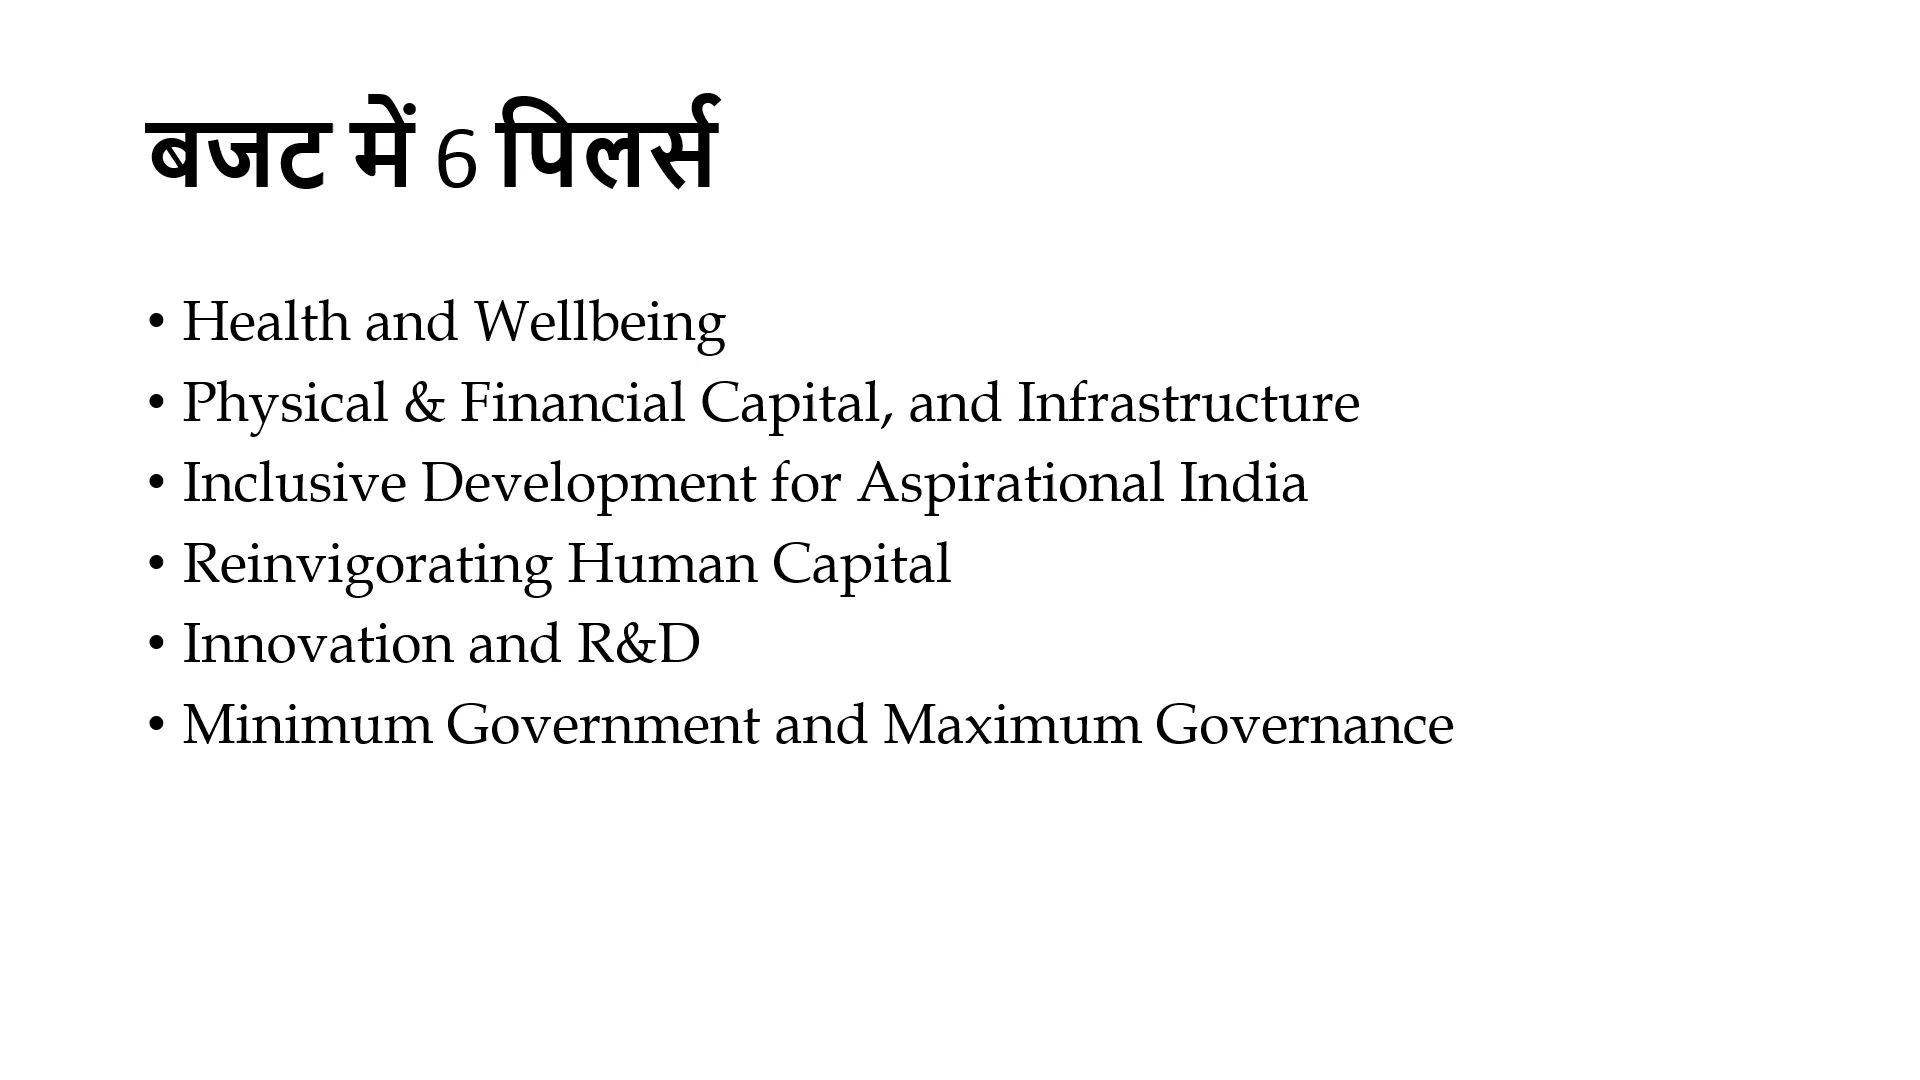 बजट में 6 पिलर्स
• Health and Wellbeing
• Physical & Financial Capital, and Infrastructure
• Inclusive Development for Aspirational India
• Reinvigorating Human Capital
• Innovation and R&D
• Minimum Government and Maximum Governance